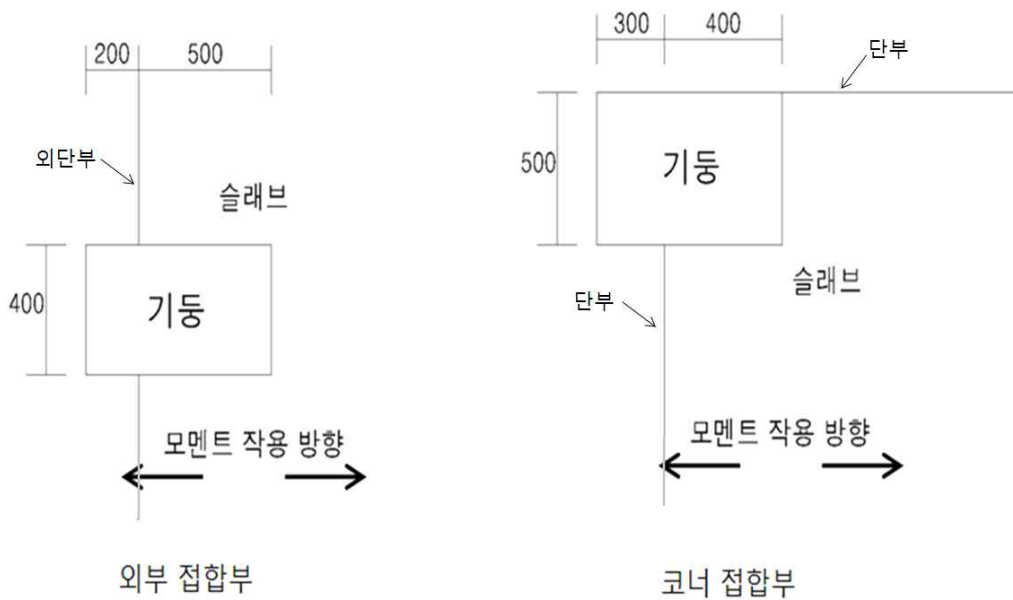 200 500
외단부
슬래브
400
기둥
모멘트 작용 방향
외부 접합부
300 400
단부
500
기둥
슬래브
단부
모멘트 작용 방향
코너 접합부